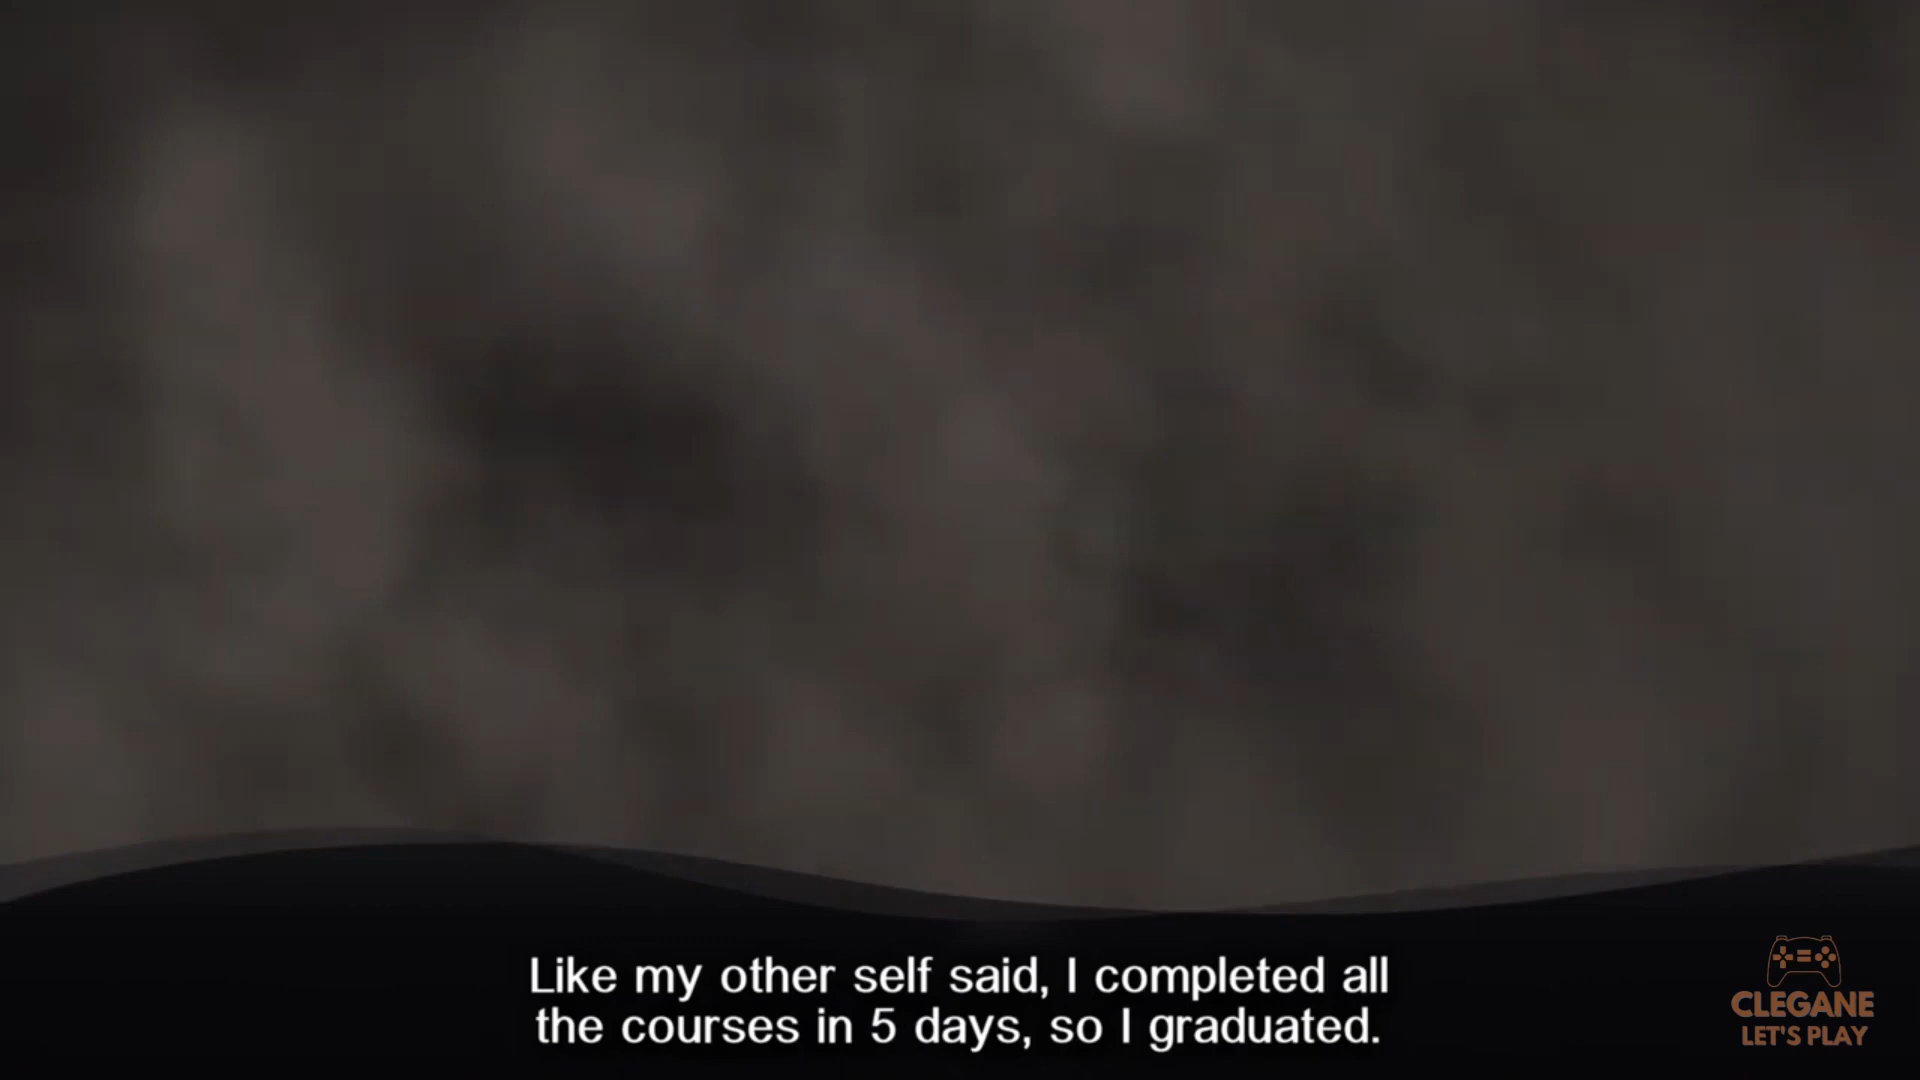 Like my other self said, I completed all
the courses in 5 days, so I graduated.
CLEGANE
LET'S PLAY